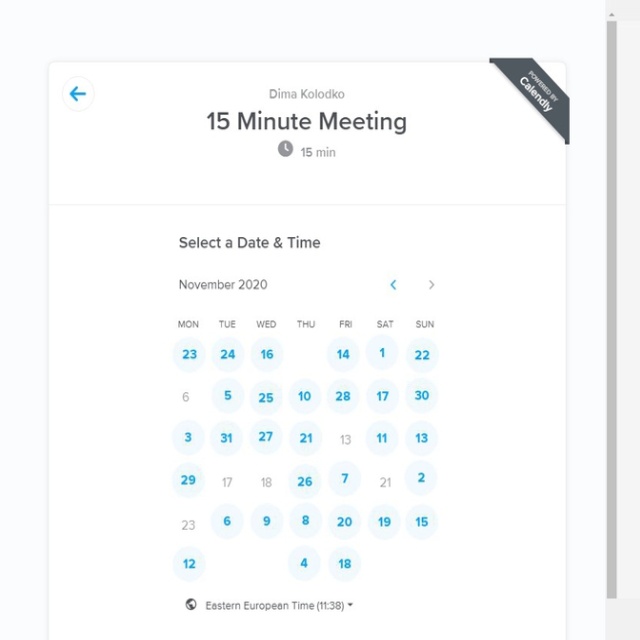 POWERED BY
Calendly
Dima Kolodko
15 Minute Meeting
15 min
Select a Date & Time
November 2020
MON TUE WED THU FRI SAT SUN
23 24 16 14 1 22
6 5 25 10 28 17 30
3 31 27 21 13 11 13
29 17 18 26 7 21 2
23 6 9 8 20 19 15
12 4 18
Eastern European Time (11:38)